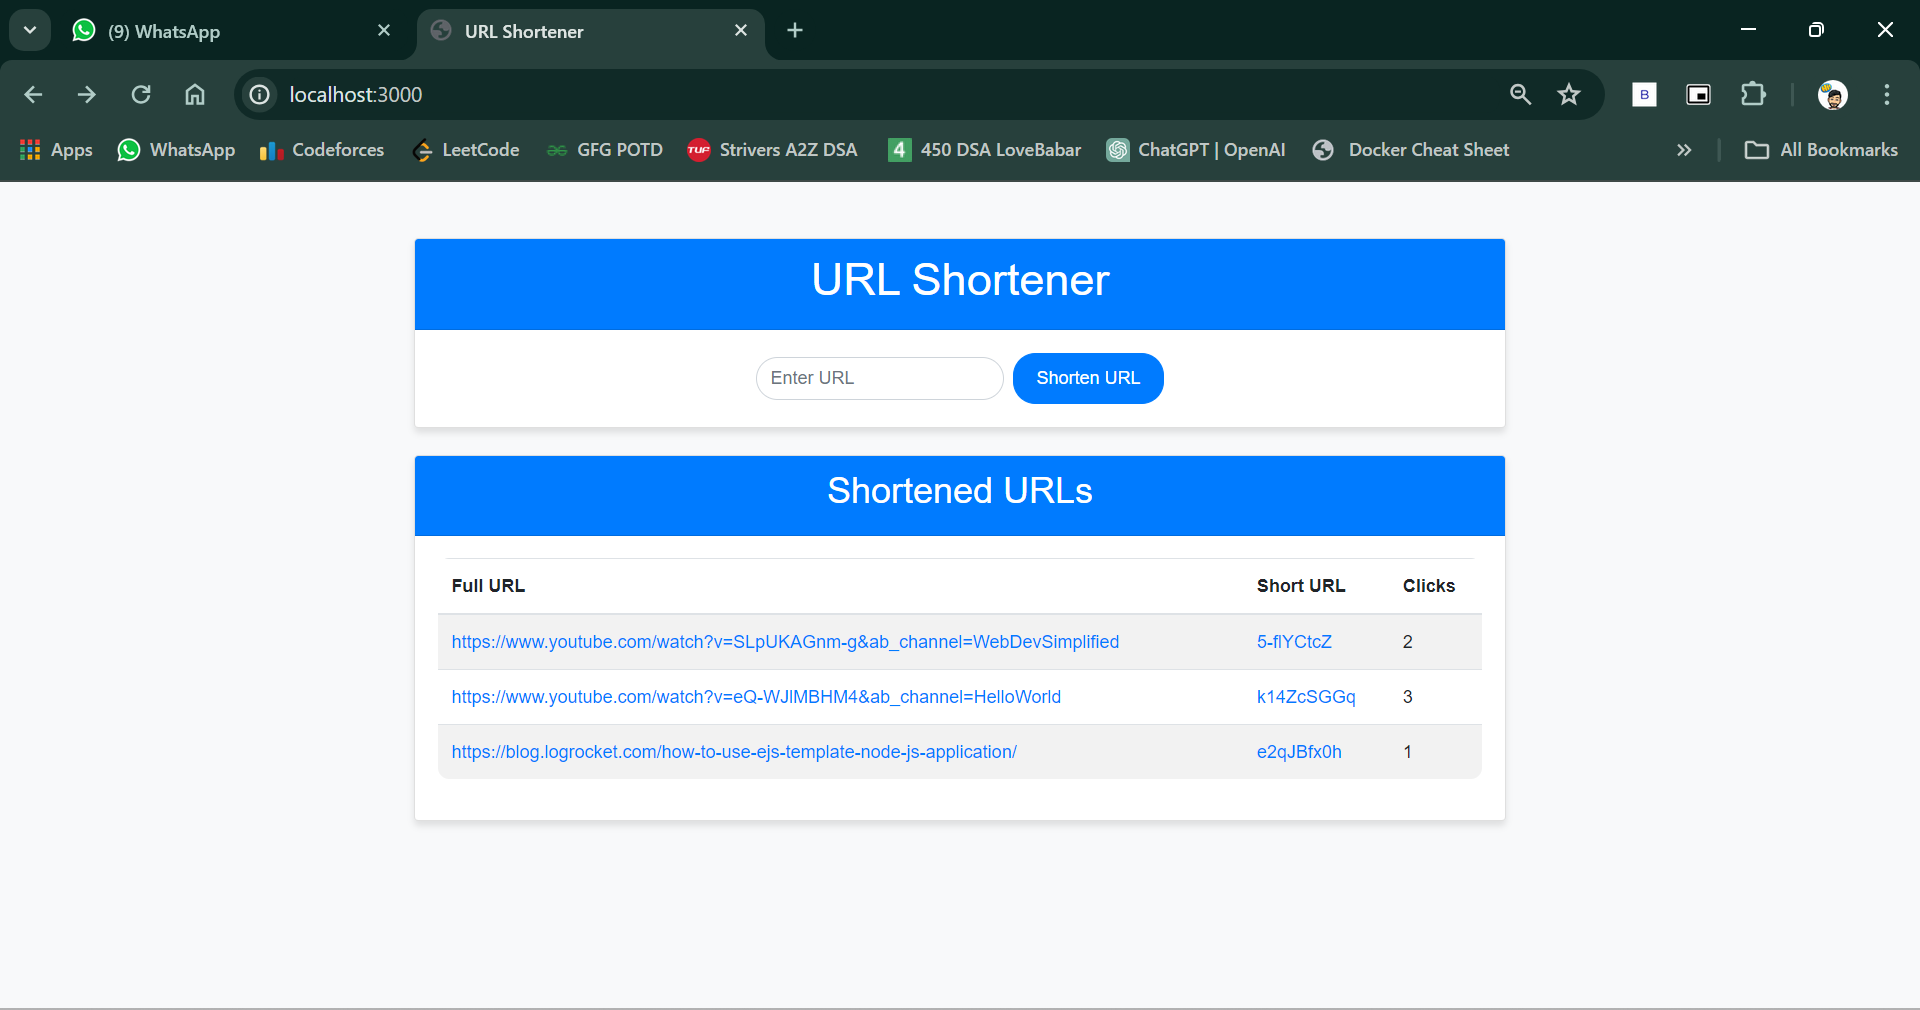 (9) WhatsApp
URL Shortener
localhost:3000
B
Apps
WhatsApp
Codeforces
LeetCode
GFG POTD
TUF Strivers A2Z DSA
4 450 DSA LoveBabar
ChatGPT | OpenAI
Docker Cheat Sheet
All Bookmarks
URL Shortener
Enter URL
Shorten URL
Shortened URLs
Full URL Short URL Clicks
https://www.youtube.com/watch?v=SLpUKAGnm-g&ab_channel=WebDevSimplified 5-flYCtcZ 2
https://www.youtube.com/watch?v=eQ-WJlMBHM4&ab_channel=HelloWorld k14ZcSGGq 3
https://blog.logrocket.com/how-to-use-ejs-template-node-js-application/ e2qJBfx0h 1